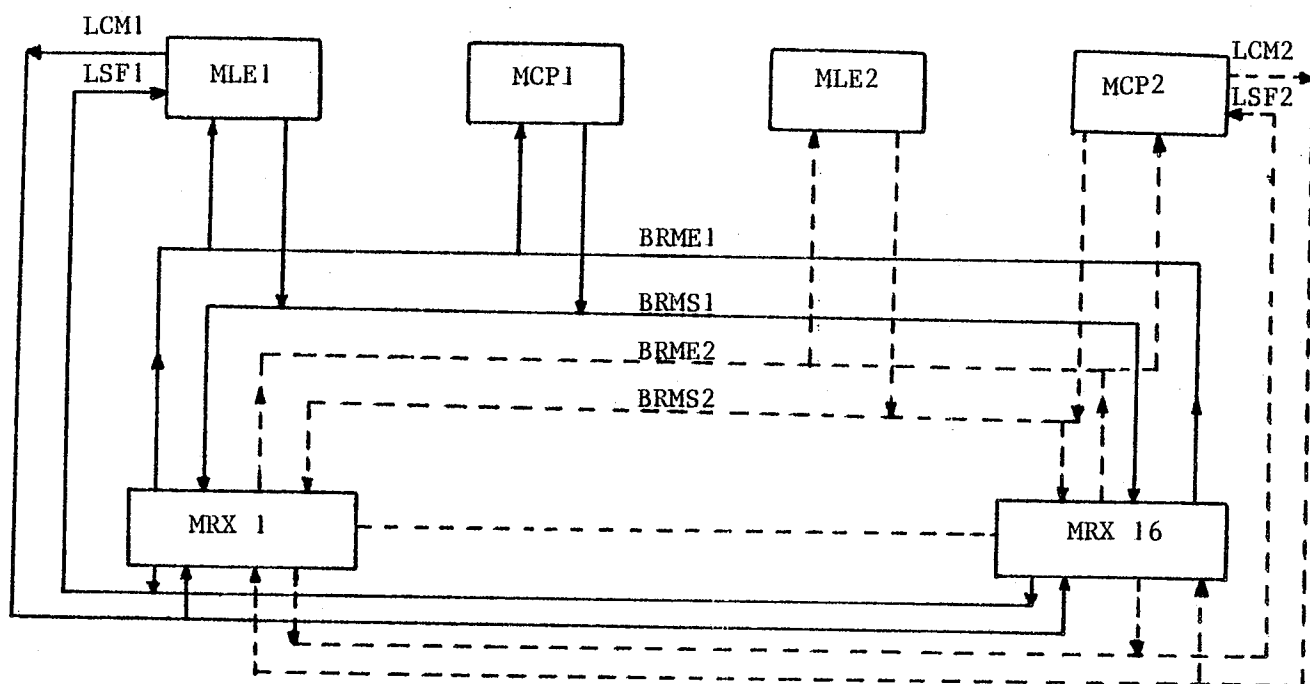 LCM1
LSF1
MLE1
MCP1
MLE2
MCP2
LCM2
LSF2
BRME1
BRMS1
BRME2
BRMS2
MRX 1
MRX 16